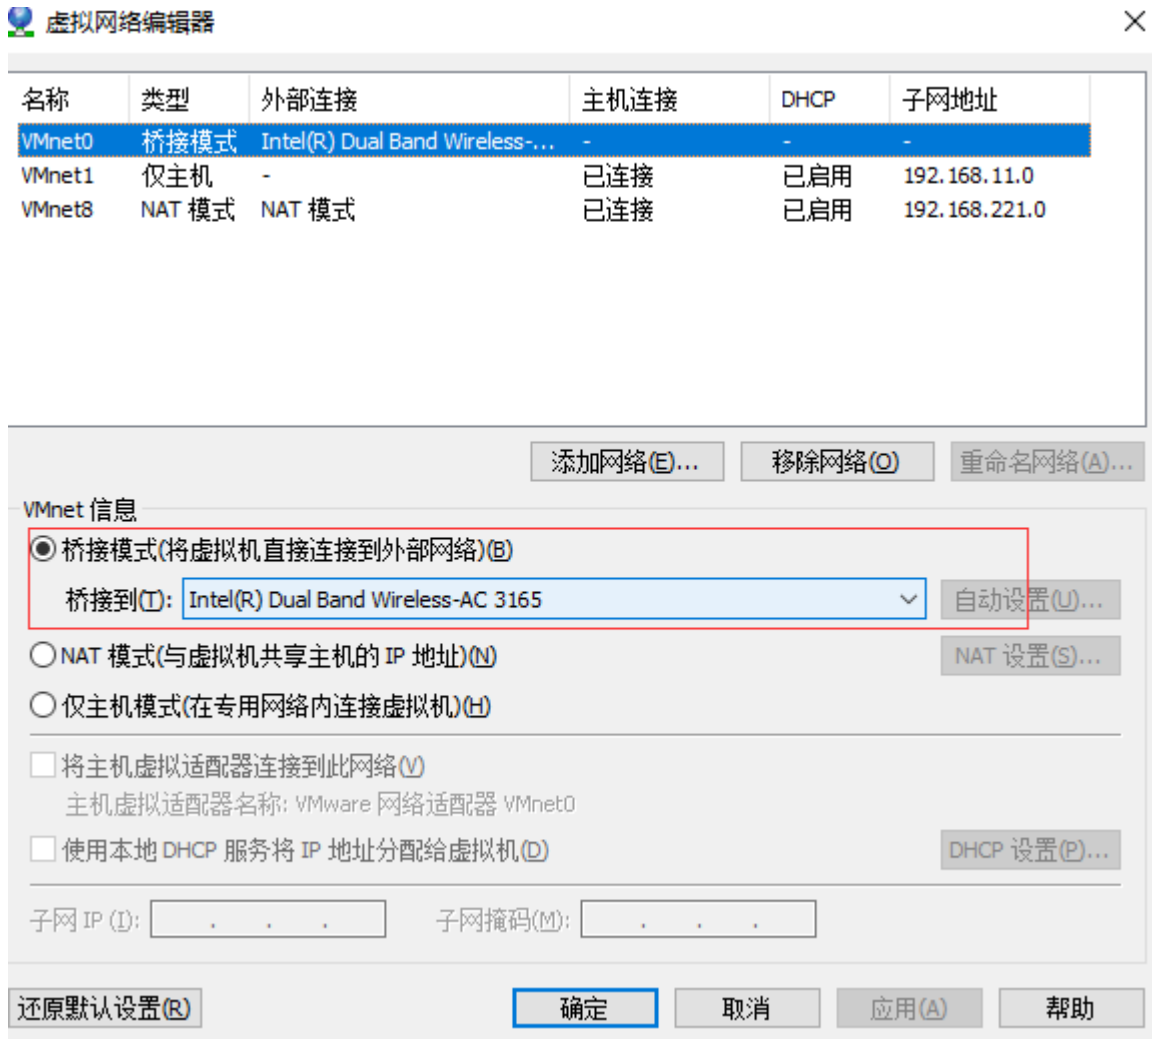 虚拟网络编辑器
名称 类型 外部连接 主机连接 DHCP 子网地址
VMnet0 桥接模式 Intel(R) Dual Band Wireless-... - - -
VMnet1 仅主机 - 已连接 已启用 192.168.11.0
VMnet8 NAT 模式 NAT 模式 已连接 已启用 192.168.221.0
添加网络(E)... 移除网络(O) 重命名网络(A)...
VMnet 信息
桥接模式(将虚拟机直接连接到外部网络)(B)
桥接到(T): Intel(R) Dual Band Wireless-AC 3165 自动设置(U)...
NAT 模式(与虚拟机共享主机的 IP 地址)(N) NAT 设置(S)...
仅主机模式(在专用网络内连接虚拟机)(H)
将主机虚拟适配器连接到此网络(V)
主机虚拟适配器名称: VMware 网络适配器 VMnet0
使用本地 DHCP 服务将 IP 地址分配给虚拟机(D) DHCP 设置(P)...
子网 IP (I): . . . 子网掩码(M): . . .
还原默认设置(R) 确定 取消 应用(A) 帮助